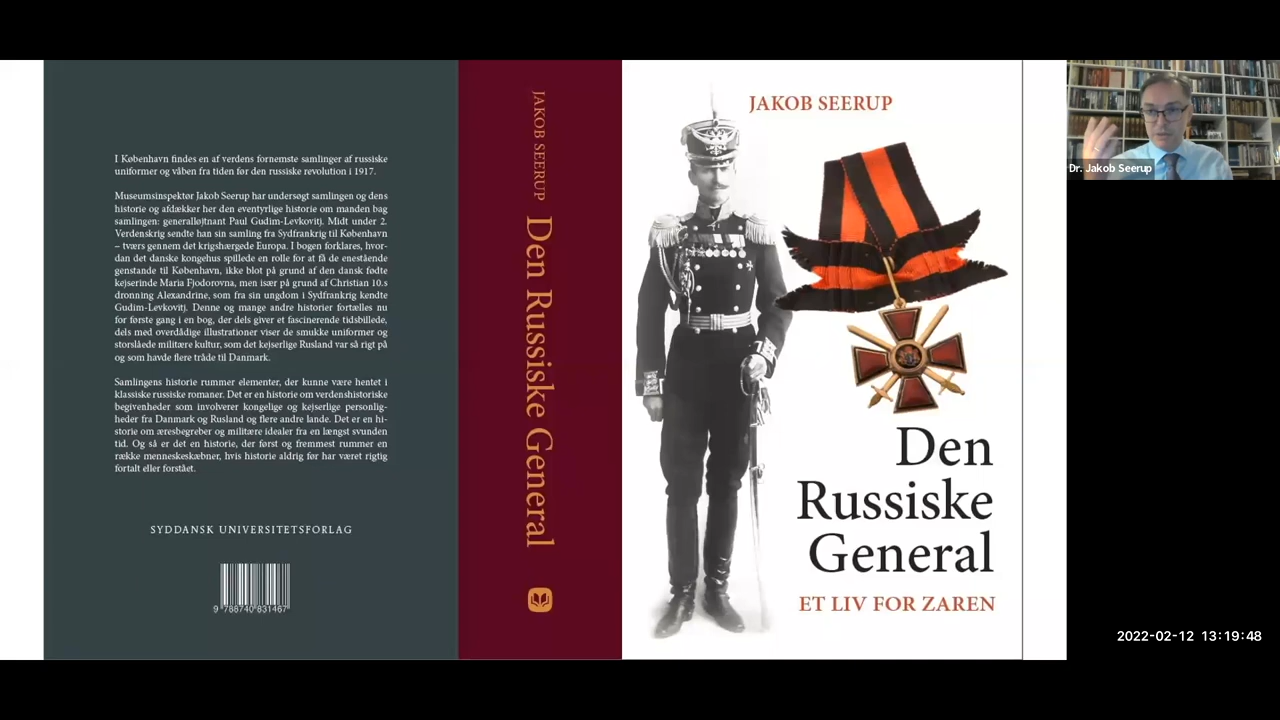 I København findes en af verdens fornemste samlinger af russiske
uniformer og våben fra tiden før den russiske revolution i 1917.
Museumsinspektør Jakob Seerup har undersøgt samlingen og dens
historie og afdækker her den eventyrlige historie om manden bag
samlingen: generalløjtnant Paul Gudim-Levkovitj. Midt under 2.
Verdenskrig sendte han sin samling fra Sydfrankrig til København
– tværs gennem det krigshærgede Europa. I bogen forklares, hvor-
dan det danske kongehus spillede en rolle for at få de enestående
genstande til København, ikke blot på grund af den dansk fødte
kejserinde Maria Fjodorovna, men især på grund af Christian 10.s
dronning Alexandrine, som fra sin ungdom i Sydfrankrig kendte
Gudim-Levkovitj. Denne og mange andre historier fortælles nu
for første gang i en bog, der dels giver et fascinerende tidsbillede,
dels med overdådige illustrationer viser de smukke uniformer og
storslåede militære kultur, som det kejserlige Rusland var så rigt på
og som havde flere tråde til Danmark.
Samlingens historie rummer elementer, der kunne være hentet i
klassiske russiske romaner. Det er en historie om verdenshistoriske
begivenheder som involverer kongelige og kejserlige personlig-
heder fra Danmark og Rusland og flere andre lande. Det er en hi-
storie om æresbegreber og militære idealer fra en længst svunden
tid. Og så er det en historie, der først og fremmest rummer en
række menneskeskæbner, hvis historie aldrig før har været rigtig
fortalt eller forstået.
SYDDANSK UNIVERSITETSFORLAG
9 788740 831467
JAKOB SEERUP Den Russiske General
JAKOB SEERUP
Den
Russiske
General
ET LIV FOR ZAREN
Dr. Jakob Seerup
2022-02-12 13:19:48